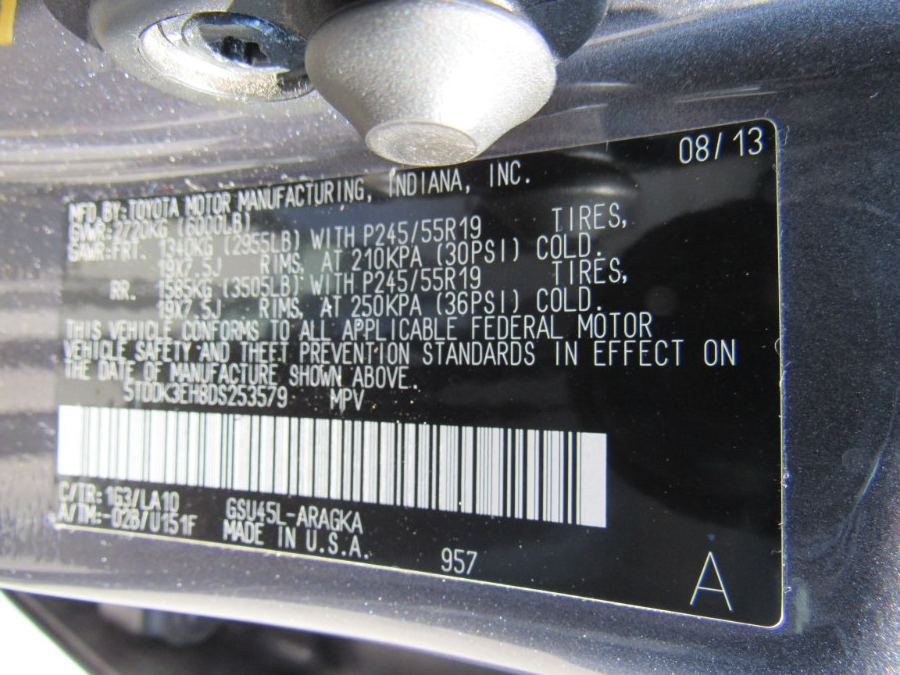 08/13
MFD.BY:TOYOTA MOTOR MANUFACTURING, INDIANA, INC.
GVWR:2720KG (6000LB)
GAWR:FRT. 1340KG (2955LB) WITH P245/55R19 TIRES,
19X7.5J RIMS, AT 210KPA (30PSI) COLD.
RR. 1585KG (3505LB) WITH P245/55R19 TIRES,
19X7.5J RIMS, AT 250KPA (36PSI) COLD.
THIS VEHICLE CONFORMS TO ALL APPLICABLE FEDERAL MOTOR
VEHICLE SAFETY AND THEFT PREVENTION STANDARDS IN EFFECT ON
THE DATE OF MANUFACTURE SHOWN ABOVE.
5TDDK3EH8DS253579 MPV
C/TR:1G3/LA10 GSU45L-ARAGKA
A/TM:-02B/U151F MADE IN U.S.A.
957
A